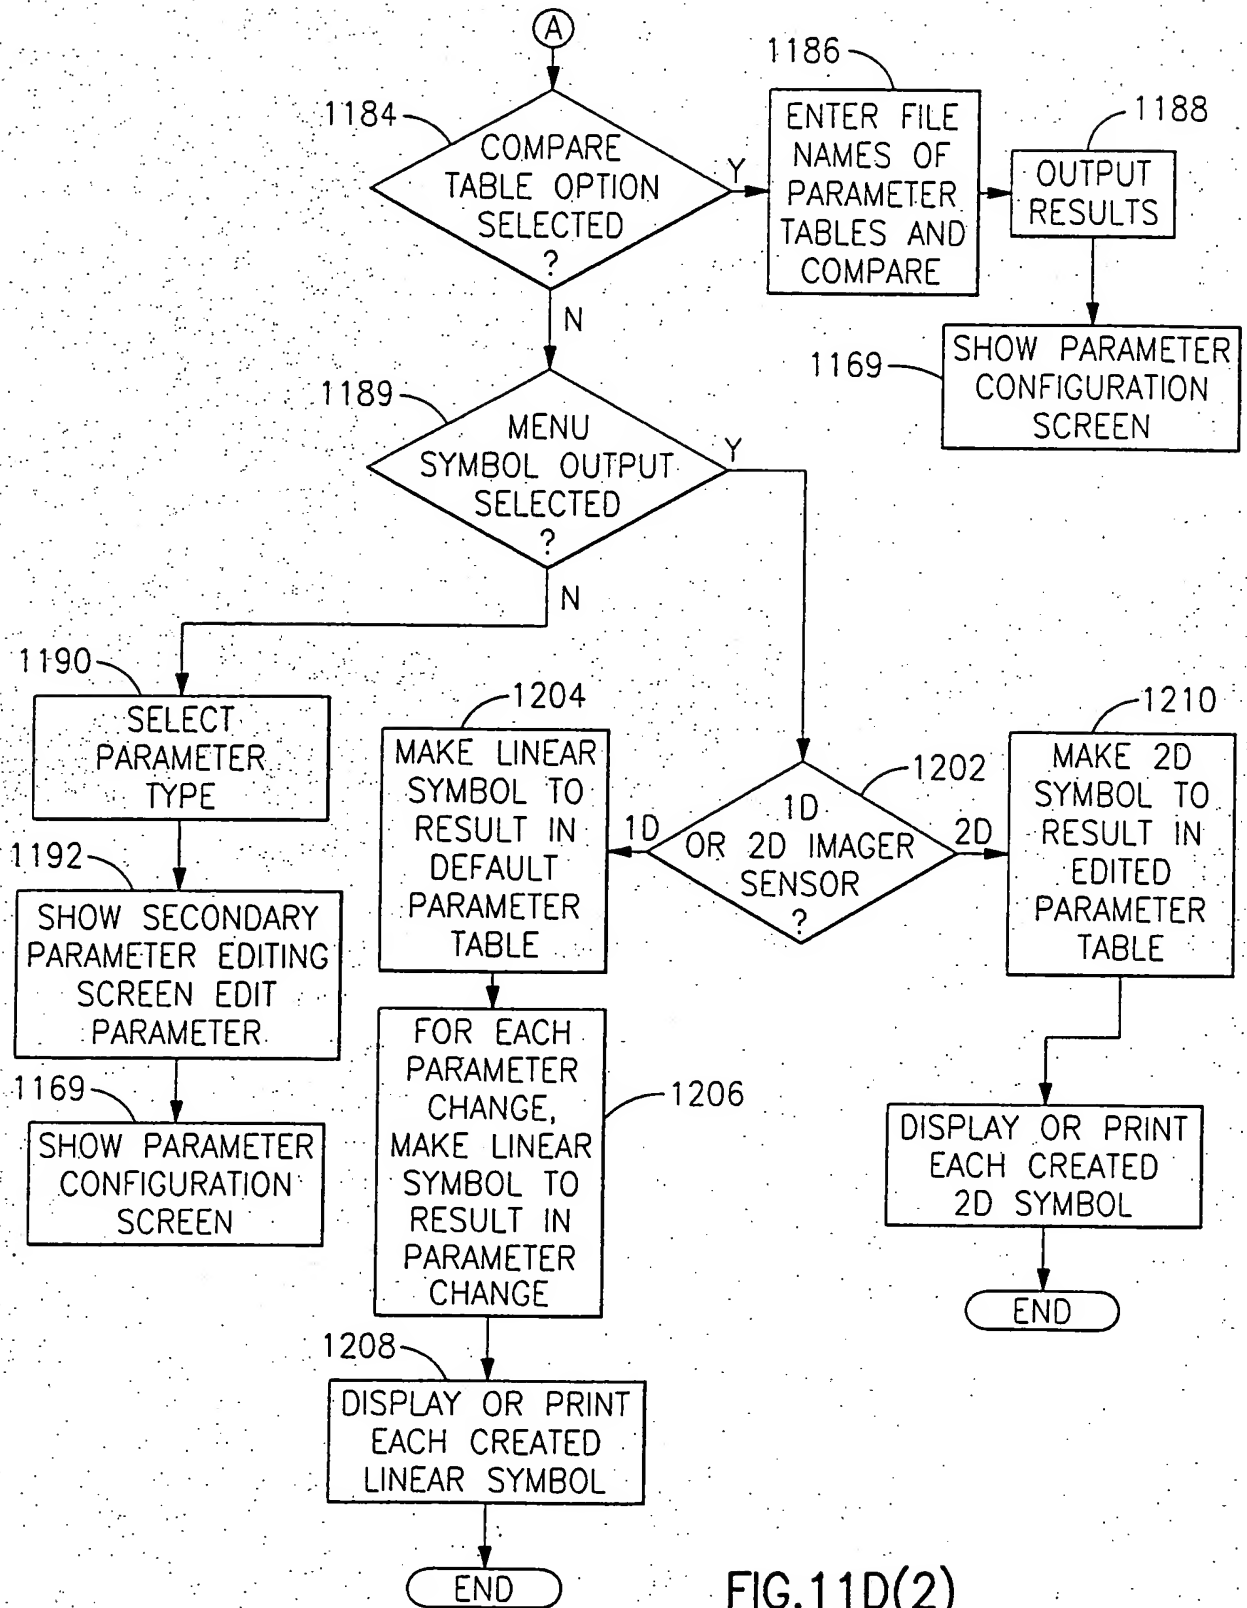 A
1184
COMPARE
TABLE OPTION
SELECTED
?
Y
N
1186
ENTER FILE
NAMES OF
PARAMETER
TABLES AND
COMPARE
1188
OUTPUT
RESULTS
1169
SHOW PARAMETER
CONFIGURATION
SCREEN
1189
MENU
SYMBOL OUTPUT
SELECTED
?
Y
N
1190
SELECT
PARAMETER
TYPE
1192
SHOW SECONDARY
PARAMETER EDITING
SCREEN EDIT
PARAMETER
1169
SHOW PARAMETER
CONFIGURATION
SCREEN
1204
MAKE LINEAR
SYMBOL TO
RESULT IN
DEFAULT
PARAMETER
TABLE
1202
1D
OR 2D IMAGER
SENSOR
?
1D
2D
1210
MAKE 2D
SYMBOL TO
RESULT IN
EDITED
PARAMETER
TABLE
1206
FOR EACH
PARAMETER
CHANGE,
MAKE LINEAR
SYMBOL TO
RESULT IN
PARAMETER
CHANGE
DISPLAY OR PRINT
EACH CREATED
2D SYMBOL
END
1208
DISPLAY OR PRINT
EACH CREATED
LINEAR SYMBOL
END
FIG.11D(2)